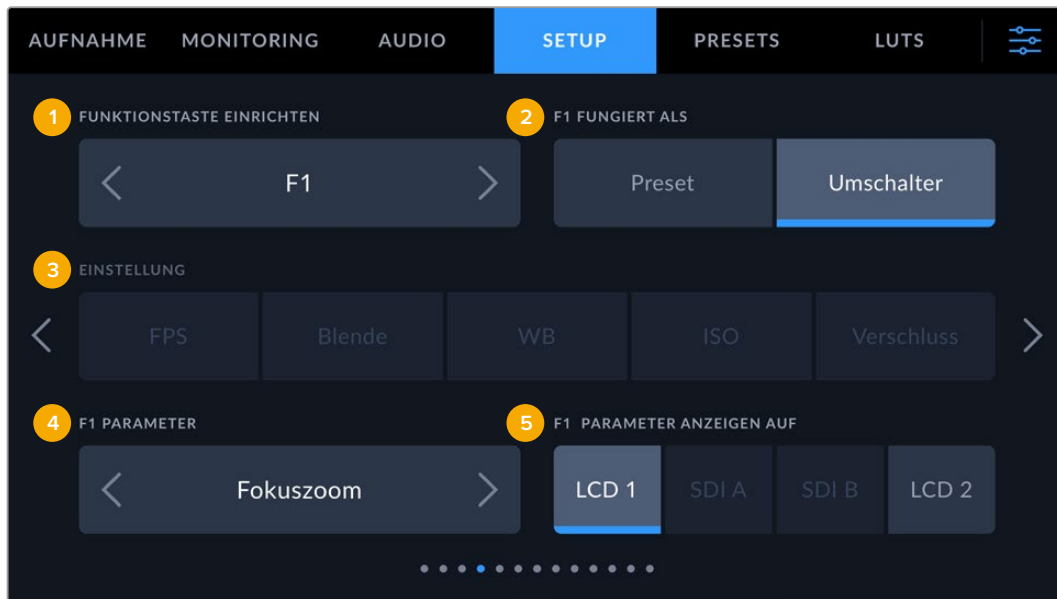 AUFNAHME MONITORING AUDIO SETUP PRESETS LUTS
1 FUNKTIONSTASTE EINRICHTEN
F1
2 F1 FUNGIERT ALS
Preset Umschalter
3 EINSTELLUNG
FPS Blende WB ISO Verschluss
4 F1 PARAMETER
Fokuszoom
5 F1 PARAMETER ANZEIGEN AUF
LCD 1 SDI A SDI B LCD 2